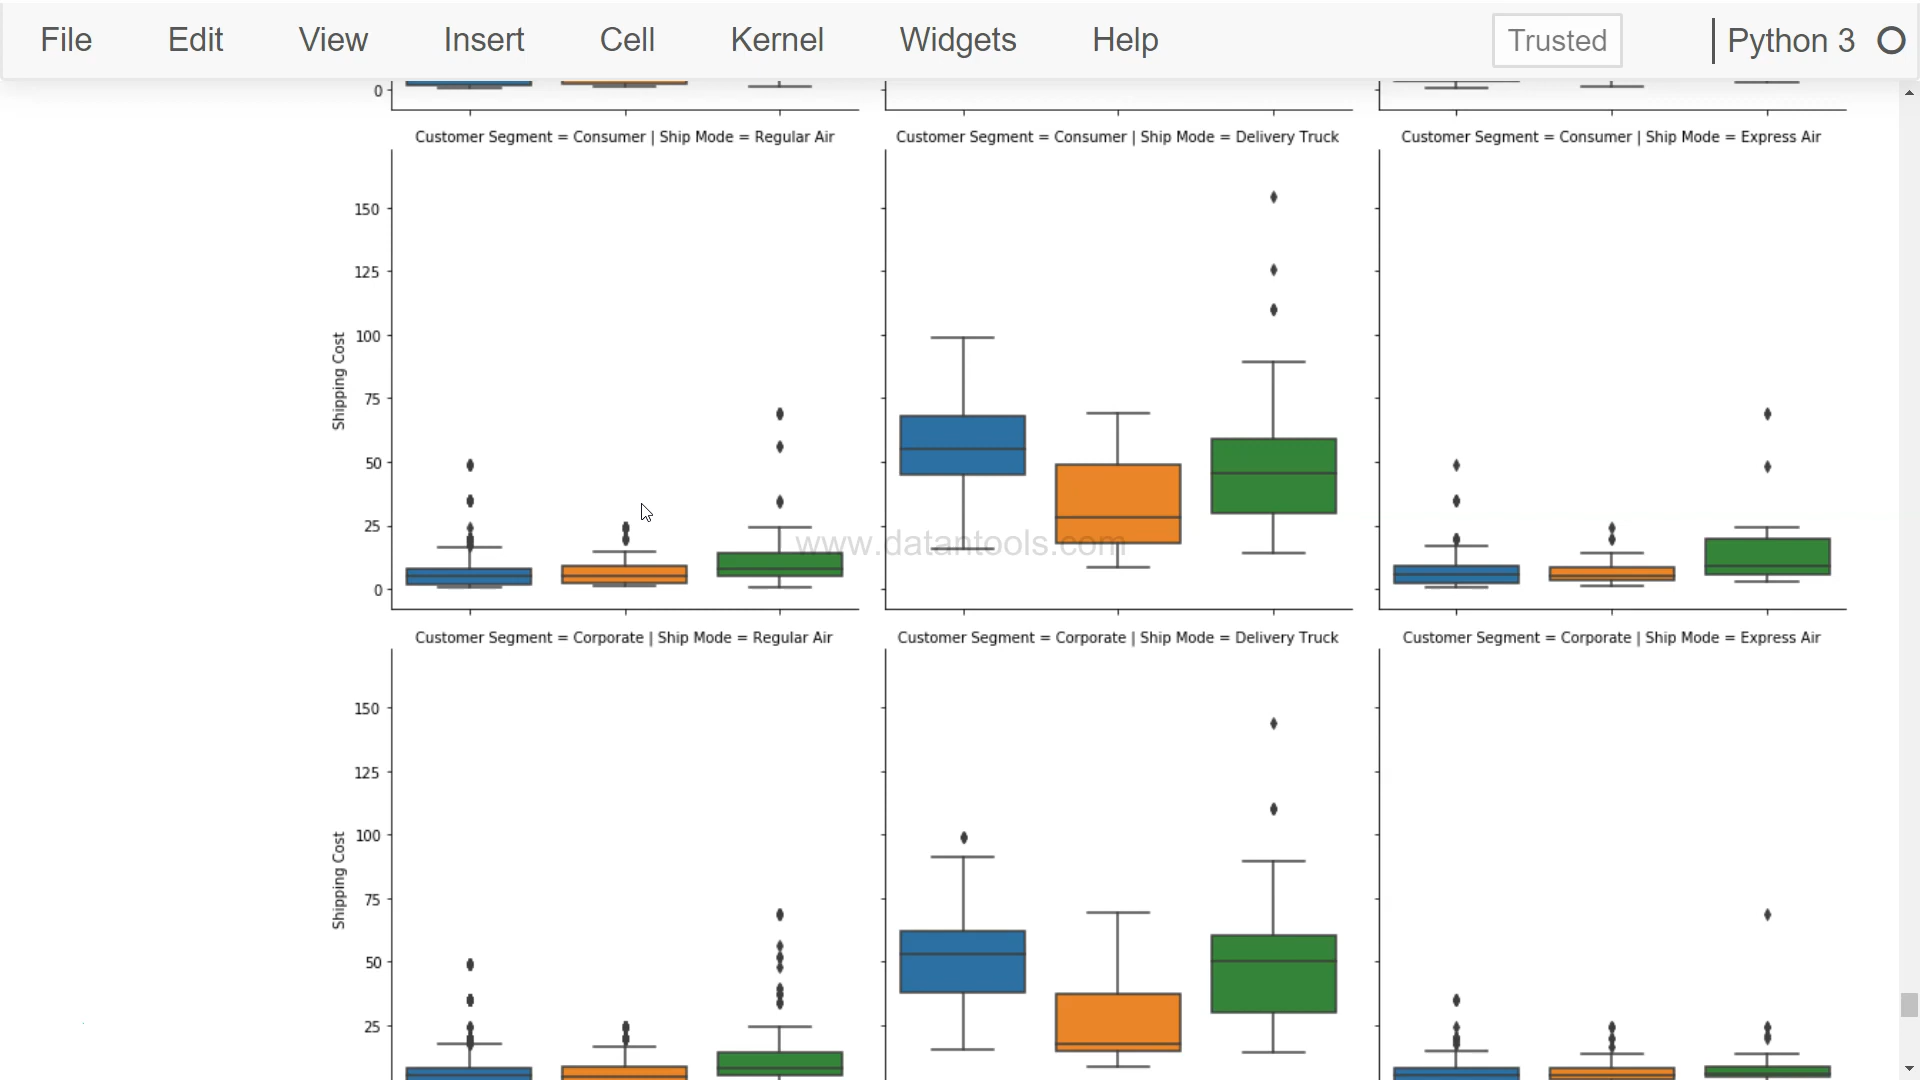 File Edit View Insert Cell Kernel Widgets Help Trusted Python 3
0
Customer Segment = Consumer | Ship Mode = Regular Air Customer Segment = Consumer | Ship Mode = Delivery Truck Customer Segment = Consumer | Ship Mode = Express Air
150
125
100
75
50
25
0
Shipping Cost
www.datantools.com
Customer Segment = Corporate | Ship Mode = Regular Air Customer Segment = Corporate | Ship Mode = Delivery Truck Customer Segment = Corporate | Ship Mode = Express Air
150
125
100
75
50
25
Shipping Cost